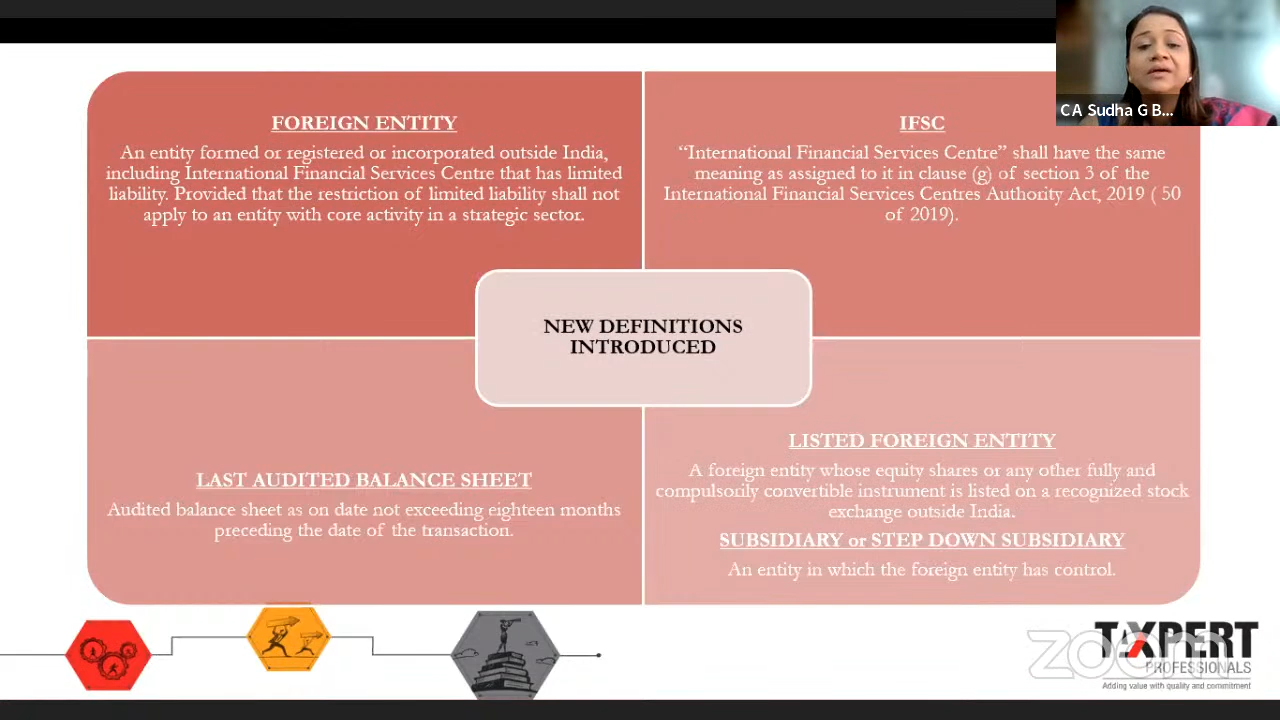 FOREIGN ENTITY
An entity formed or registered or incorporated outside India,
including International Financial Services Centre that has limited
liability. Provided that the restriction of limited liability shall not
apply to an entity with core activity in a strategic sector.
IFSC
“International Financial Services Centre” shall have the same
meaning as assigned to it in clause (g) of section 3 of the
International Financial Services Centres Authority Act, 2019 ( 50
of 2019).
CA Sudha G B...
NEW DEFINITIONS
INTRODUCED
LAST AUDITED BALANCE SHEET
Audited balance sheet as on date not exceeding eighteen months
preceding the date of the transaction.
LISTED FOREIGN ENTITY
A foreign entity whose equity shares or any other fully and
compulsorily convertible instrument is listed on a recognized stock
exchange outside India.
SUBSIDIARY or STEP DOWN SUBSIDIARY
An entity in which the foreign entity has control.
TAXPERT
PROFESSIONALS
Adding value with quality and commitment
zoom